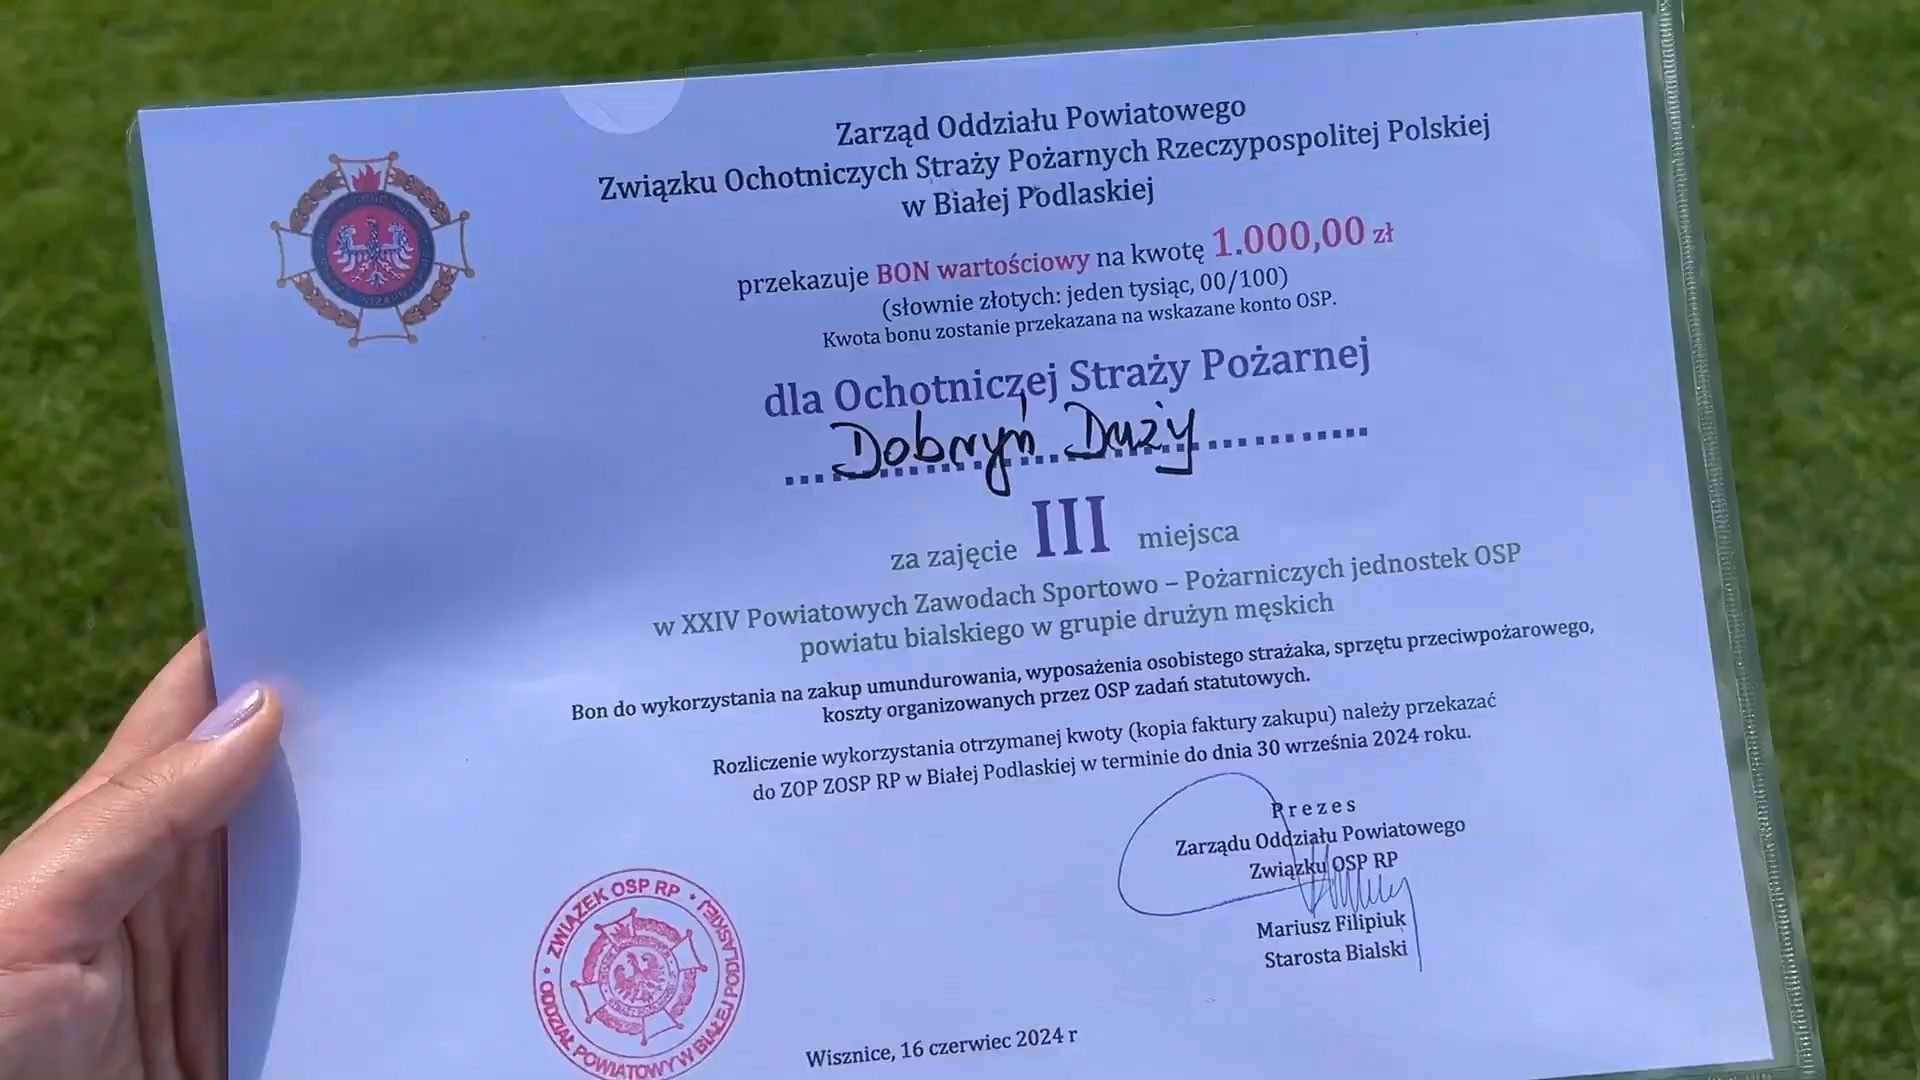 Zarząd Oddziału Powiatowego
Związku Ochotniczych Straży Pożarnych Rzeczypospolitej Polskiej
w Białej Podlaskiej
przekazuje BON wartościowy na kwotę 1.000,00 zł
(słownie złotych: jeden tysiąc, 00/100)
Kwota bonu zostanie przekazana na wskazane konto OSP.
dla Ochotniczej Straży Pożarnej
Dobryń Duży
za zajęcie III miejsca
w XXIV Powiatowych Zawodach Sportowo – Pożarniczych jednostek OSP
powiatu bialskiego w grupie drużyn męskich
Bon do wykorzystania na zakup umundurowania, wyposażenia osobistego strażaka, sprzętu przeciwpożarowego,
koszty organizowanych przez OSP zadań statutowych.
Rozliczenie wykorzystania otrzymanej kwoty (kopia faktury zakupu) należy przekazać
do ZOP ZOSP RP w Białej Podlaskiej w terminie do dnia 30 września 2024 roku.
Prezes
Zarządu Oddziału Powiatowego
Związku OSP RP
Mariusz Filipiuk
Starosta Bialski
ZWIĄZEK OSP RP
ODDZIAŁ POWIATOWY W BIAŁEJ PODLASKIEJ
Wisznice, 16 czerwiec 2024 r